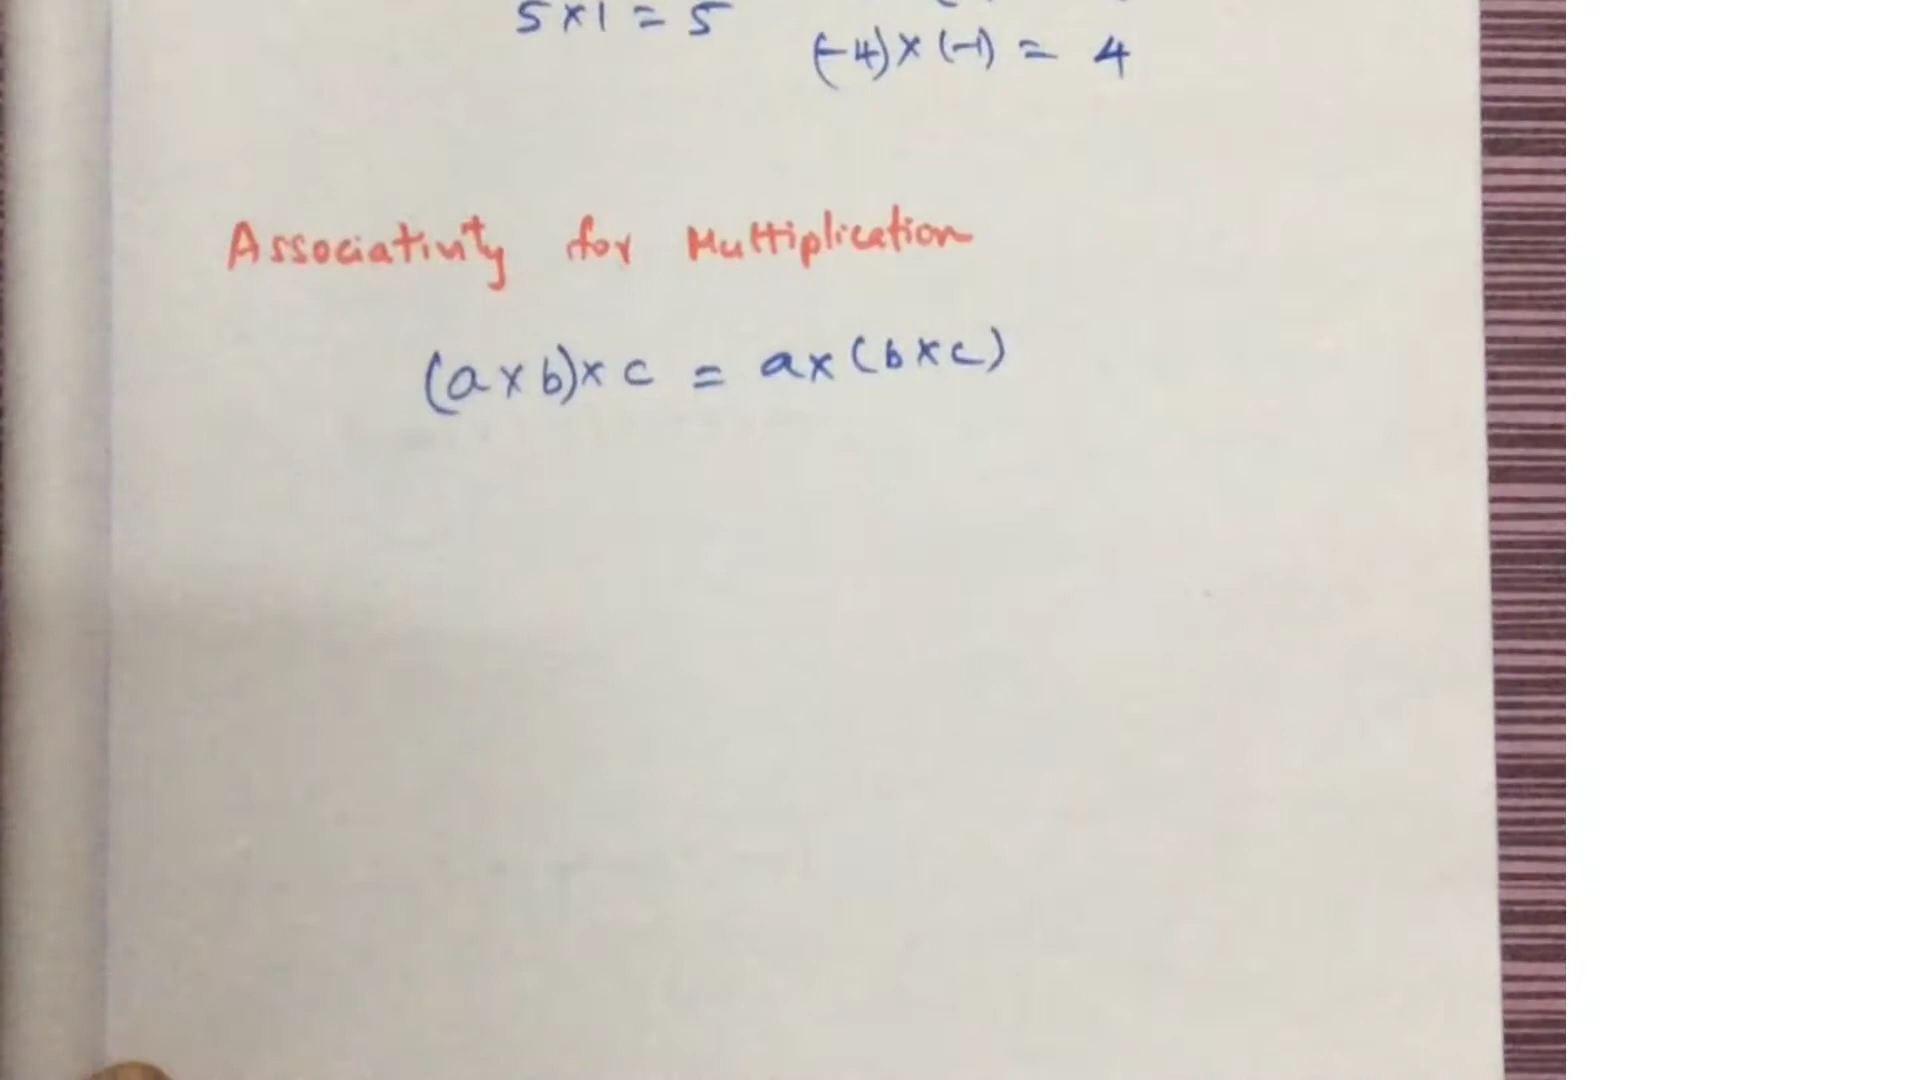 5 × 1 = 5
(-4) × (-1) = 4
Associativity for Multiplication
(a × b) × c = a × (b × c)